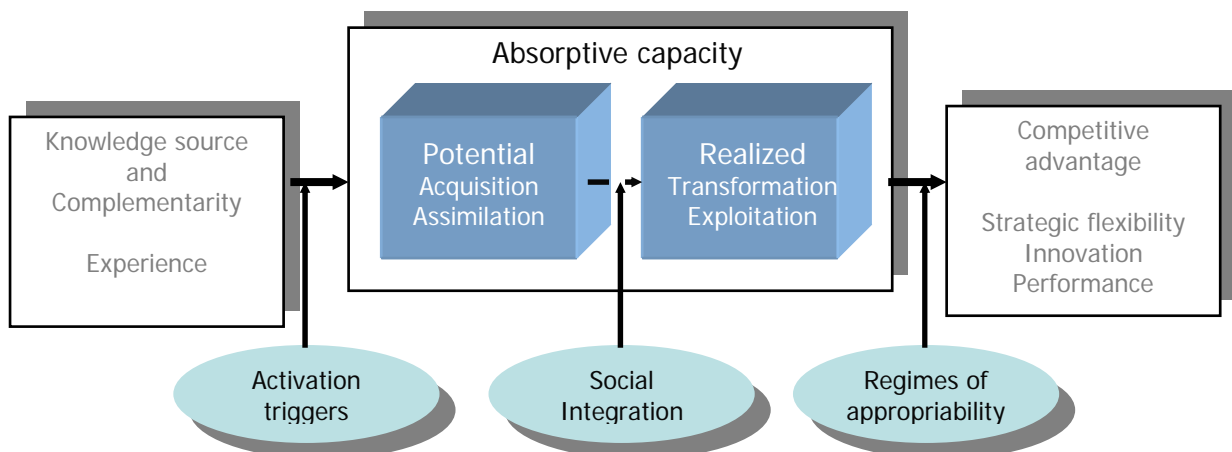 Absorptive capacity
Knowledge source
and
Complementarity
Experience
Potential
Acquisition
Assimilation
Realized
Transformation
Exploitation
Competitive
advantage
Strategic flexibility
Innovation
Performance
Activation
triggers
Social
Integration
Regimes of
appropriability